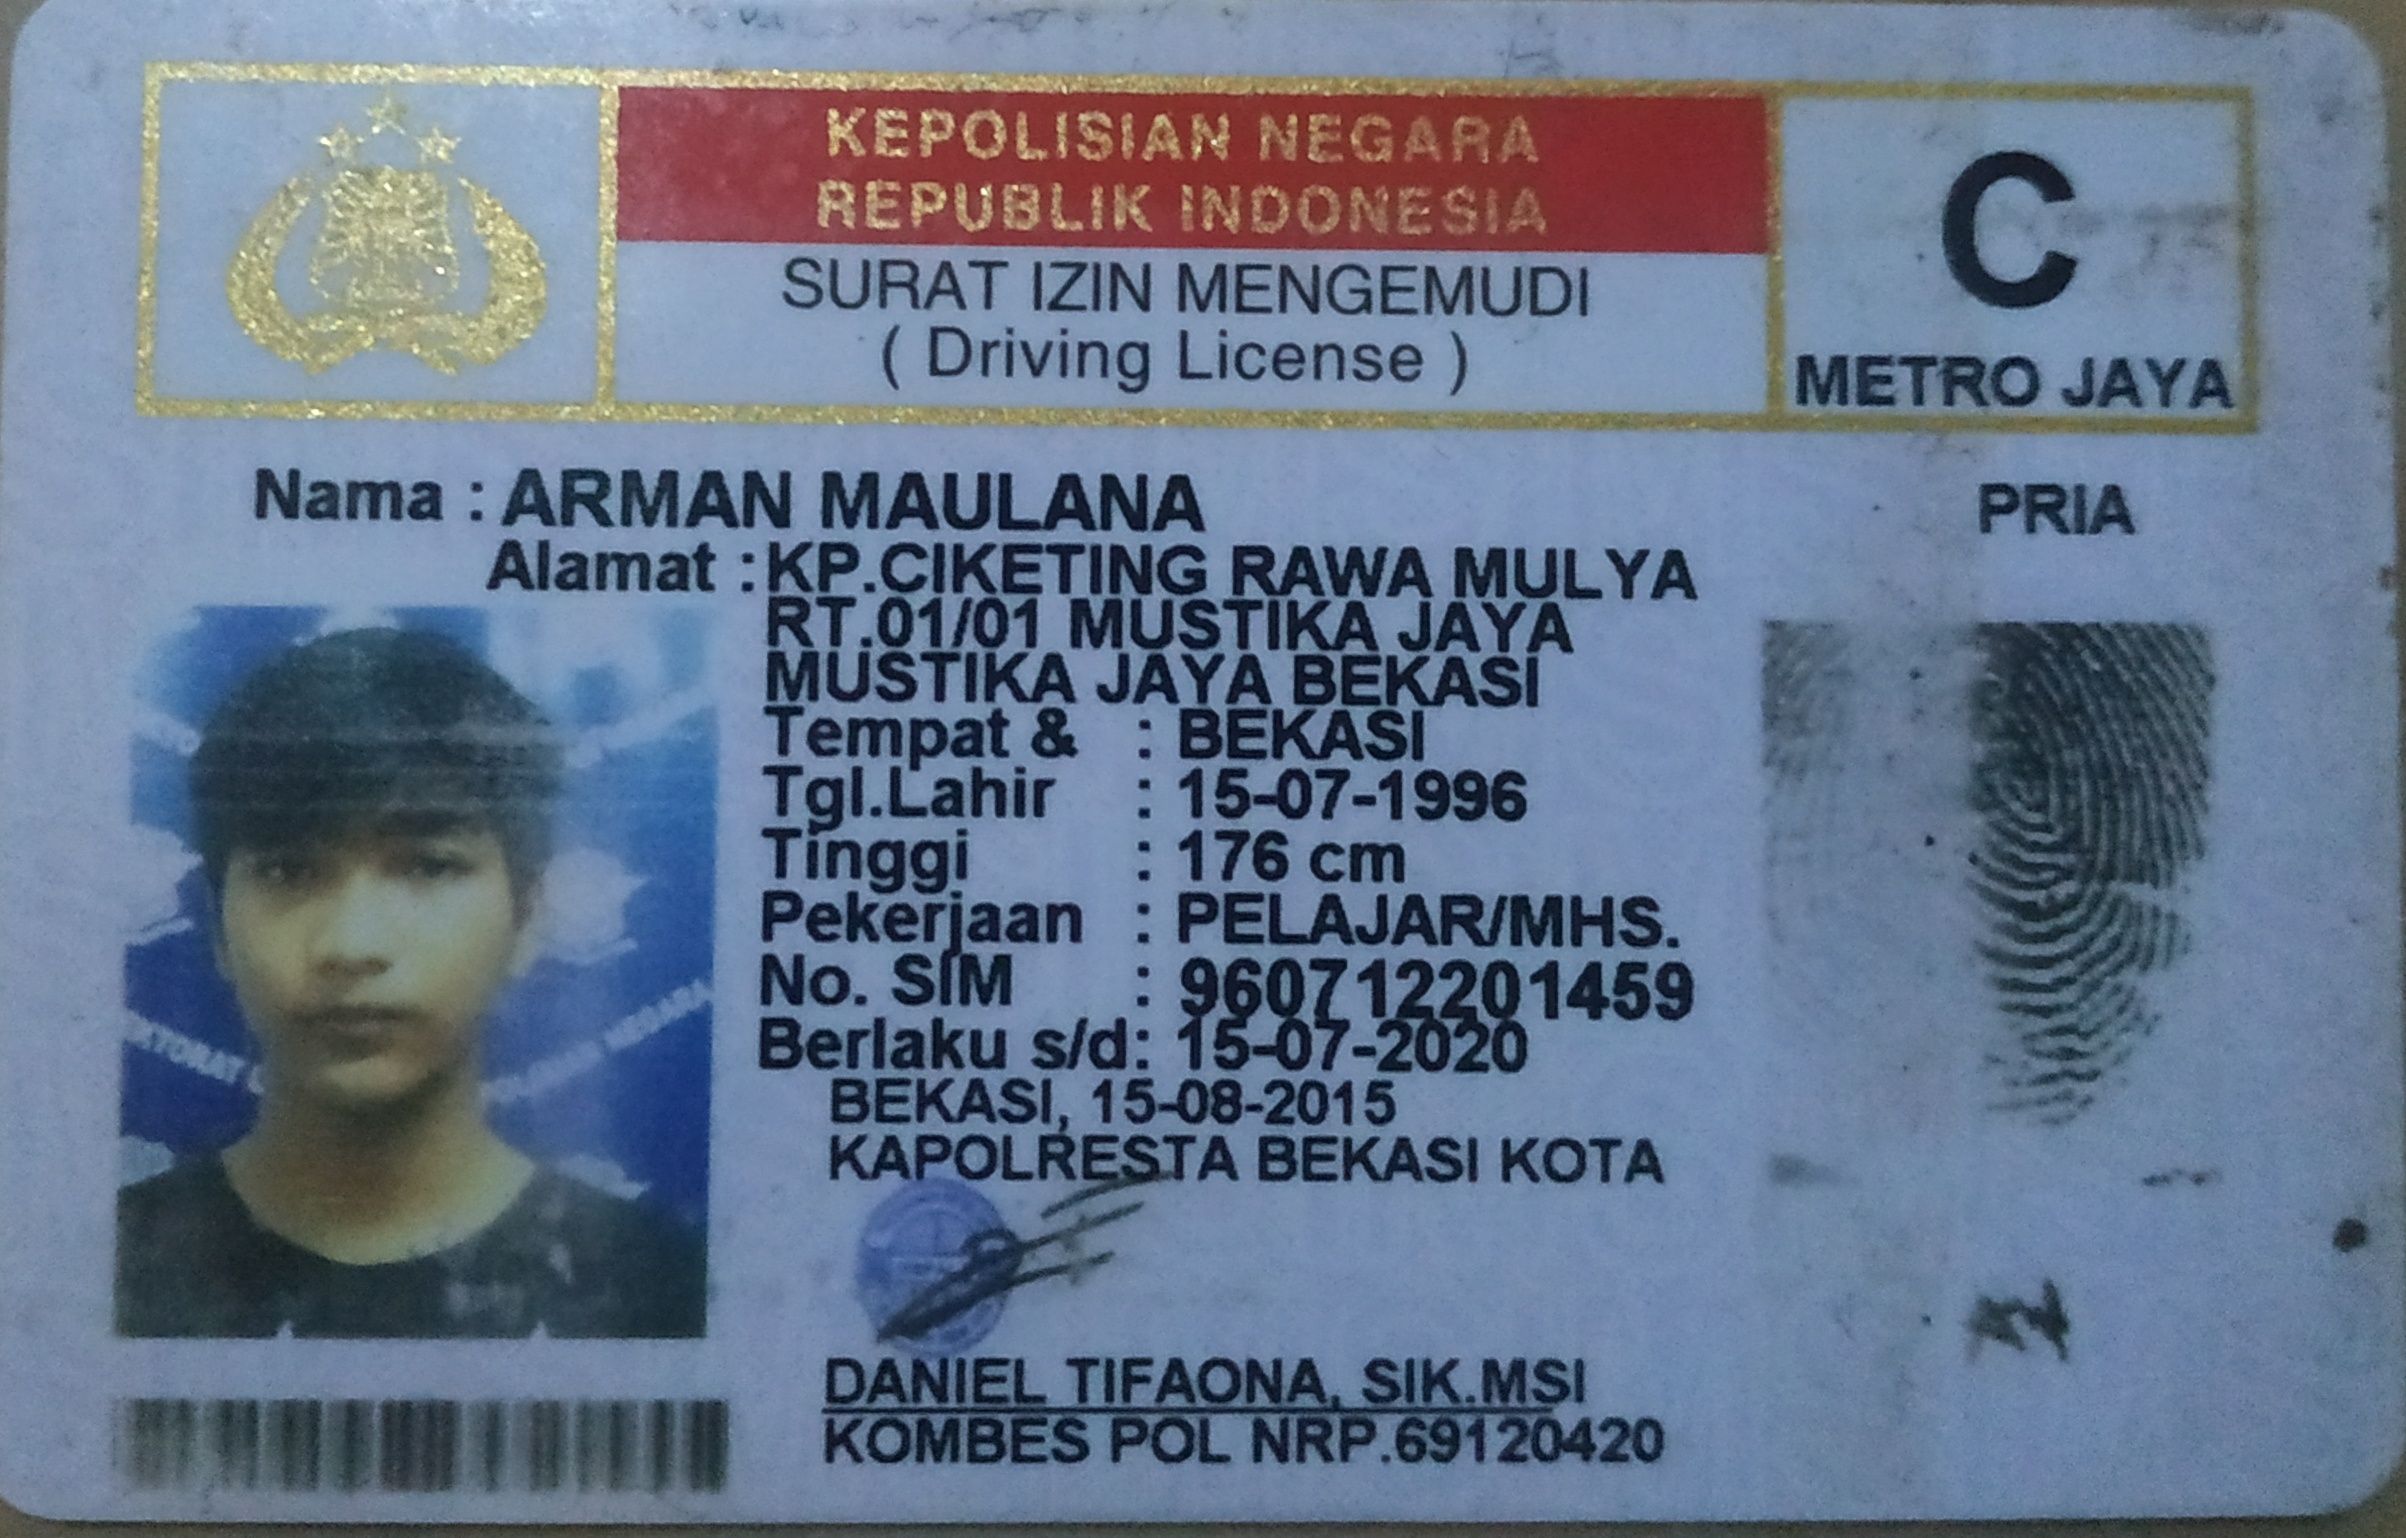 KEPOLISIAN NEGARA
REPUBLIK INDONESIA
SURAT IZIN MENGEMUDI
( Driving License )
C
METRO JAYA
Nama : ARMAN MAULANA
PRIA
Alamat : KP.CIKETING RAWA MULYA
RT.01/01 MUSTIKA JAYA
MUSTIKA JAYA BEKASI
Tempat & : BEKASI
Tgl.Lahir : 15-07-1996
Tinggi : 176 cm
Pekerjaan : PELAJAR/MHS.
No. SIM : 960712201459
Berlaku s/d: 15-07-2020
BEKASI, 15-08-2015
KAPOLRESTA BEKASI KOTA
DANIEL TIFAONA, SIK.MSI
KOMBES POL NRP.69120420